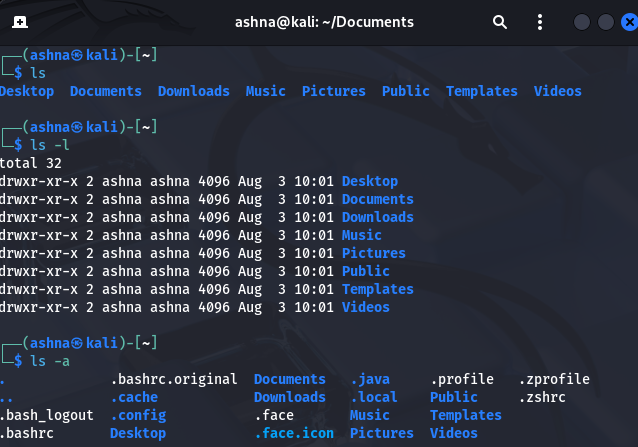 ashna@kali: ~/Documents
┌──(ashna㉿kali)-[~]
└─$ ls
Desktop  Documents  Downloads  Music  Pictures  Public  Templates  Videos
┌──(ashna㉿kali)-[~]
└─$ ls -l
total 32
drwxr-xr-x 2 ashna ashna 4096 Aug  3 10:01 Desktop
drwxr-xr-x 2 ashna ashna 4096 Aug  3 10:01 Documents
drwxr-xr-x 2 ashna ashna 4096 Aug  3 10:01 Downloads
drwxr-xr-x 2 ashna ashna 4096 Aug  3 10:01 Music
drwxr-xr-x 2 ashna ashna 4096 Aug  3 10:01 Pictures
drwxr-xr-x 2 ashna ashna 4096 Aug  3 10:01 Public
drwxr-xr-x 2 ashna ashna 4096 Aug  3 10:01 Templates
drwxr-xr-x 2 ashna ashna 4096 Aug  3 10:01 Videos
┌──(ashna㉿kali)-[~]
└─$ ls -a
.             .bashrc.original  Documents   .java     .profile   .zprofile
..            .cache            Downloads   .local    Public     .zshrc
.bash_logout  .config           .face       Music     Templates
.bashrc       Desktop           .face.icon  Pictures  Videos